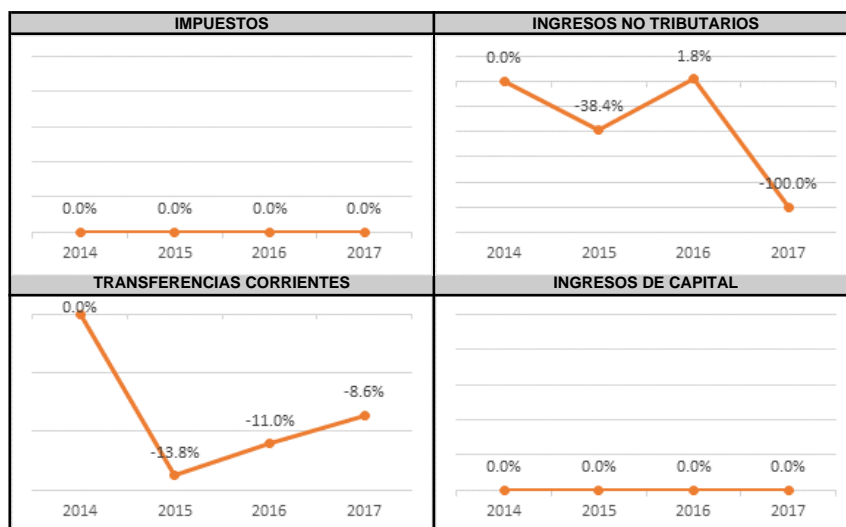 IMPUESTOS
0.0% 0.0% 0.0% 0.0%
2014 2015 2016 2017
INGRESOS NO TRIBUTARIOS
0.0%
1.8%
-38.4%
-100.0%
2014 2015 2016 2017
TRANSFERENCIAS CORRIENTES
0.0%
-8.6%
-11.0%
-13.8%
2014 2015 2016 2017
INGRESOS DE CAPITAL
0.0% 0.0% 0.0% 0.0%
2014 2015 2016 2017